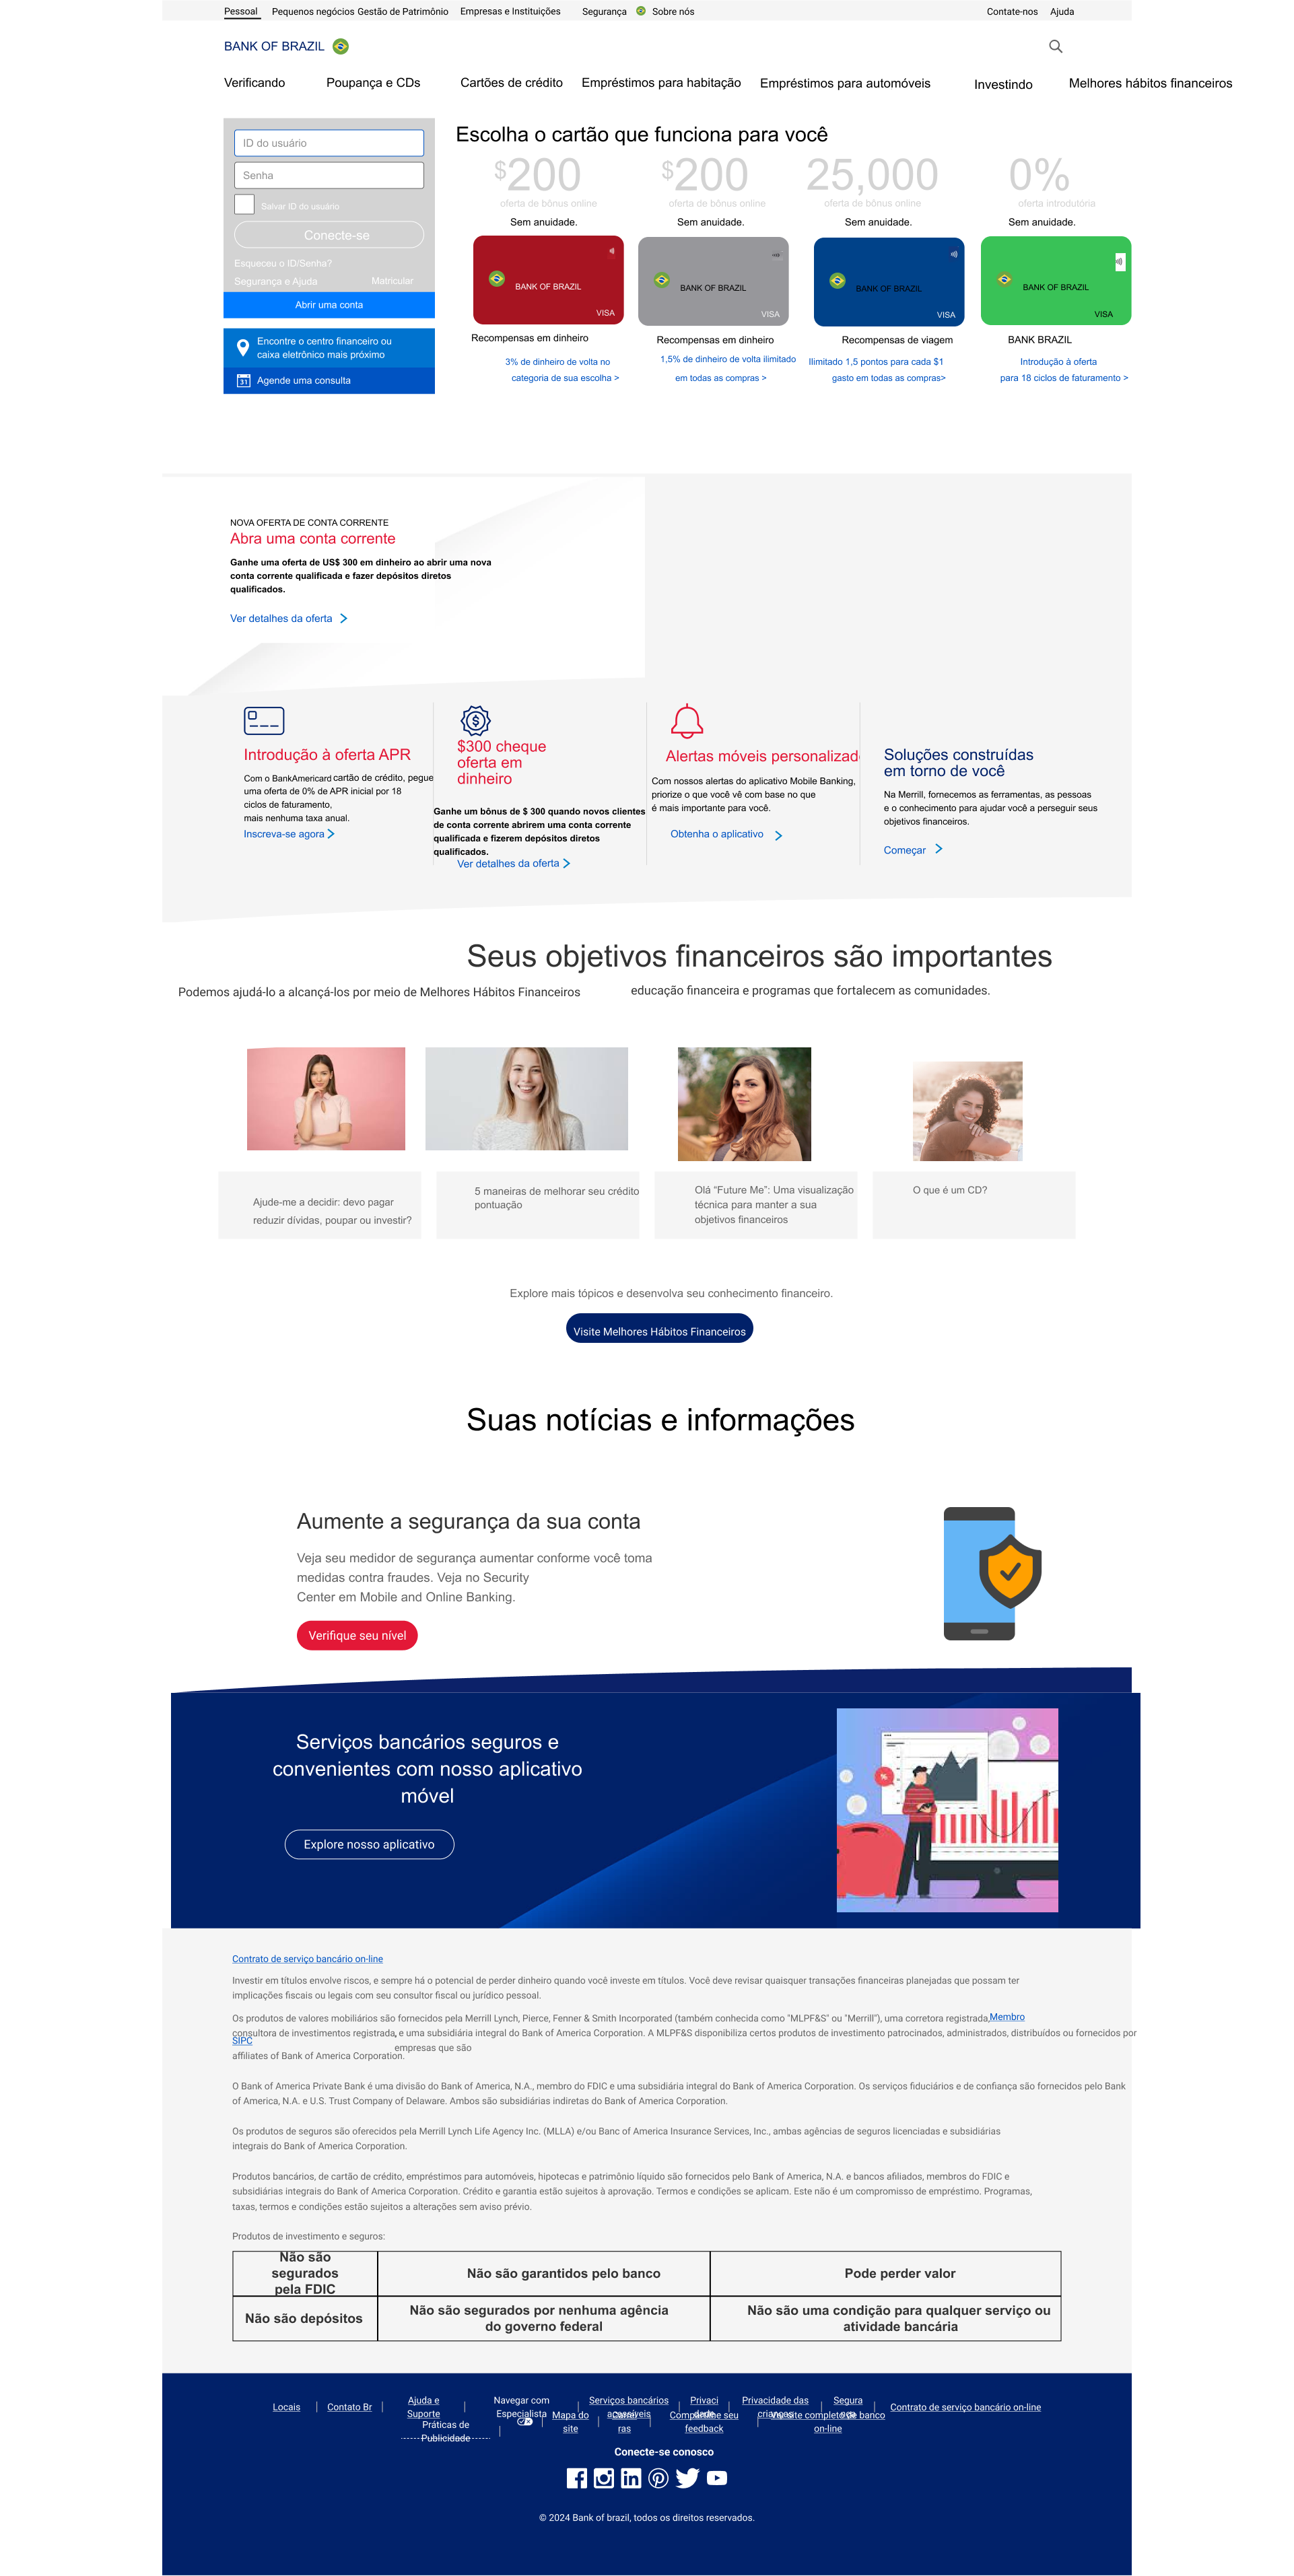 Pessoal Pequenos negócios Gestão de Patrimônio Empresas e Instituições Segurança Sobre nós Contate-nos Ajuda
BANK OF BRAZIL
Verificando Poupança e CDs Cartões de crédito Empréstimos para habitação Empréstimos para automóveis Investindo Melhores hábitos financeiros
ID do usuário
Senha
Salvar ID do usuário
Conecte-se
Esqueceu o ID/Senha?
Segurança e Ajuda Matricular
Abrir uma conta
Encontre o centro financeiro ou
caixa eletrônico mais próximo
31 Agende uma consulta
Escolha o cartão que funciona para você
$200
oferta de bônus online
Sem anuidade.
BANK OF BRAZIL
VISA
Recompensas em dinheiro
3% de dinheiro de volta no
categoria de sua escolha >
$200
oferta de bônus online
Sem anuidade.
BANK OF BRAZIL
VISA
Recompensas em dinheiro
1,5% de dinheiro de volta ilimitado
em todas as compras >
25,000
oferta de bônus online
Sem anuidade.
BANK OF BRAZIL
VISA
Recompensas de viagem
Ilimitado 1,5 pontos para cada $1
gasto em todas as compras>
0%
oferta introdutória
Sem anuidade.
BANK OF BRAZIL
VISA
BANK BRAZIL
Introdução à oferta
para 18 ciclos de faturamento >
NOVA OFERTA DE CONTA CORRENTE
Abra uma conta corrente
Ganhe uma oferta de US$ 300 em dinheiro ao abrir uma nova
conta corrente qualificada e fazer depósitos diretos
qualificados.
Ver detalhes da oferta
Introdução à oferta APR
Com o BankAmericard cartão de crédito, pegue
uma oferta de 0% de APR inicial por 18
ciclos de faturamento,
mais nenhuma taxa anual.
Inscreva-se agora
$300 cheque
oferta em
dinheiro
Ganhe um bônus de $ 300 quando novos clientes
de conta corrente abrirem uma conta corrente
qualificada e fizerem depósitos diretos
qualificados.
Ver detalhes da oferta
Alertas móveis personalizad
Com nossos alertas do aplicativo Mobile Banking,
priorize o que você vê com base no que
é mais importante para você.
Obtenha o aplicativo
Soluções construídas
em torno de você
Na Merrill, fornecemos as ferramentas, as pessoas
e o conhecimento para ajudar você a perseguir seus
objetivos financeiros.
Começar
Seus objetivos financeiros são importantes
Podemos ajudá-lo a alcançá-los por meio de Melhores Hábitos Financeiros educação financeira e programas que fortalecem as comunidades.
Ajude-me a decidir: devo pagar
reduzir dívidas, poupar ou investir?
5 maneiras de melhorar seu crédito
pontuação
Olá "Future Me": Uma visualização
técnica para manter a sua
objetivos financeiros
O que é um CD?
Explore mais tópicos e desenvolva seu conhecimento financeiro.
Visite Melhores Hábitos Financeiros
Suas notícias e informações
Aumente a segurança da sua conta
Veja seu medidor de segurança aumentar conforme você toma
medidas contra fraudes. Veja no Security
Center em Mobile and Online Banking.
Verifique seu nível
Serviços bancários seguros e
convenientes com nosso aplicativo
móvel
Explore nosso aplicativo
%
Contrato de serviço bancário on-line
Investir em títulos envolve riscos, e sempre há o potencial de perder dinheiro quando você investe em títulos. Você deve revisar quaisquer transações financeiras planejadas que possam ter
implicações fiscais ou legais com seu consultor fiscal ou jurídico pessoal.
Os produtos de valores mobiliários são fornecidos pela Merrill Lynch, Pierce, Fenner & Smith Incorporated (também conhecida como "MLPF&S" ou "Merrill"), uma corretora registrada, Membro
consultora de investimentos registrada, e uma subsidiária integral do Bank of America Corporation. A MLPF&S disponibiliza certos produtos de investimento patrocinados, administrados, distribuídos ou fornecidos por
SIPC
empresas que são
affiliates of Bank of America Corporation.
O Bank of America Private Bank é uma divisão do Bank of America, N.A., membro do FDIC e uma subsidiária integral do Bank of America Corporation. Os serviços fiduciários e de confiança são fornecidos pelo Bank
of America, N.A. e U.S. Trust Company of Delaware. Ambos são subsidiárias indiretas do Bank of America Corporation.
Os produtos de seguros são oferecidos pela Merrill Lynch Life Agency Inc. (MLLA) e/ou Banc of America Insurance Services, Inc., ambas agências de seguros licenciadas e subsidiárias
integrais do Bank of America Corporation.
Produtos bancários, de cartão de crédito, empréstimos para automóveis, hipotecas e patrimônio líquido são fornecidos pelo Bank of America, N.A. e bancos afiliados, membros do FDIC e
subsidiárias integrais do Bank of America Corporation. Crédito e garantia estão sujeitos à aprovação. Termos e condições se aplicam. Este não é um compromisso de empréstimo. Programas,
taxas, termos e condições estão sujeitos a alterações sem aviso prévio.
Produtos de investimento e seguros:
Não são
segurados
pela FDIC
Não são garantidos pelo banco
Pode perder valor
Não são depósitos
Não são segurados por nenhuma agência
do governo federal
Não são uma condição para qualquer serviço ou
atividade bancária
Locais
Contato Br
Ajuda e
Suporte
Navegar com
Especialista
Serviços bancários
acessíveis
Privaci
dade
Privacidade das
crianças
Segura
nça
Contrato de serviço bancário on-line
Práticas de
Publicidade
Mapa do
site
Carrei
ras
Compartilhe seu
feedback
Ver site completo de banco
on-line
Conecte-se conosco
© 2024 Bank of brazil, todos os direitos reservados.